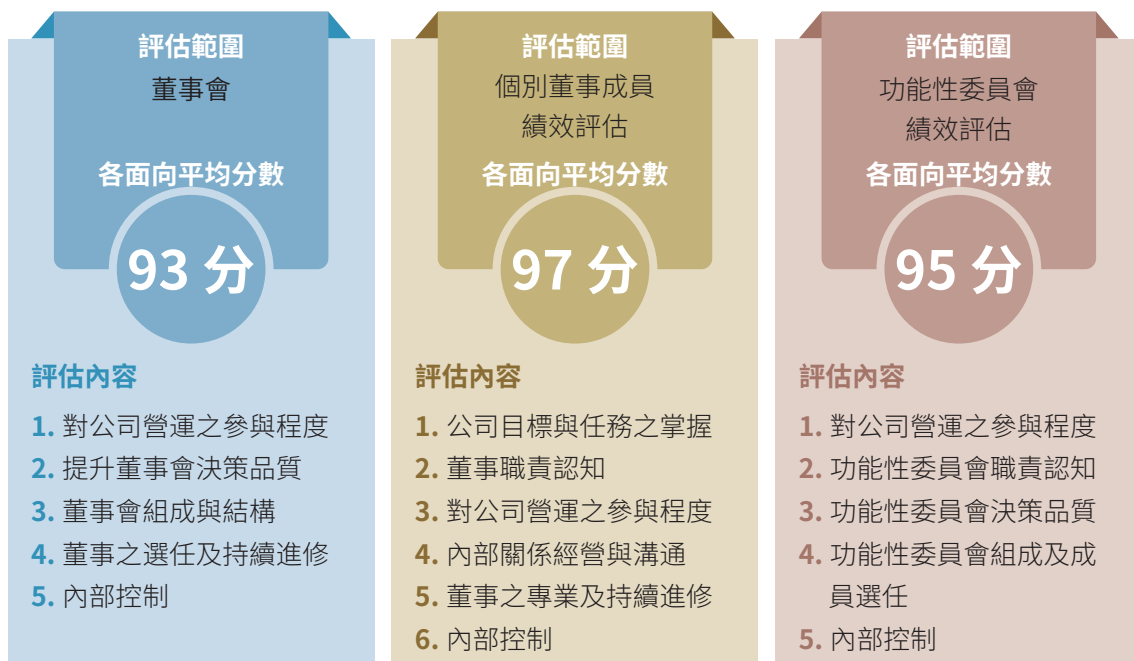 評估範圍
董事會
各面向平均分數
93 分
評估內容
1. 對公司營運之參與程度
2. 提升董事會決策品質
3. 董事會組成與結構
4. 董事之選任及持續進修
5. 內部控制
評估範圍
個別董事成員
績效評估
各面向平均分數
97 分
評估內容
1. 公司目標與任務之掌握
2. 董事職責認知
3. 對公司營運之參與程度
4. 內部關係經營與溝通
5. 董事之專業及持續進修
6. 內部控制
評估範圍
功能性委員會
績效評估
各面向平均分數
95 分
評估內容
1. 對公司營運之參與程度
2. 功能性委員會職責認知
3. 功能性委員會決策品質
4. 功能性委員會組成及成
員選任
5. 內部控制